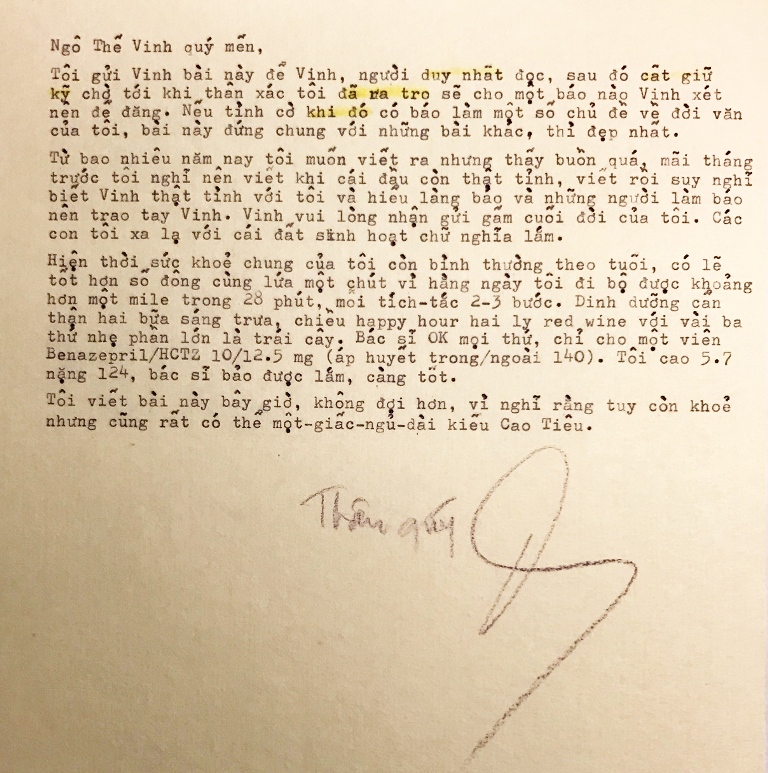 Ngô Thế Vinh quý mến,
Tôi gửi Vinh bài này để Vinh, người duy nhất đọc, sau đó cất giữ
kỹ chờ tới khi thân xác tôi đã ra tro sẽ cho một báo nào Vinh xét
nên để đăng. Nếu tình cờ khi đó có báo làm một số chủ đề về đời văn
của tôi, bài này đứng chung với những bài khác, thì đẹp nhất.
Từ bao nhiêu năm nay tôi muốn viết ra nhưng thấy buồn quá, mãi tháng
trước tôi nghĩ nên viết khi cái đầu còn thật tỉnh, viết rồi suy nghĩ
biết Vinh thật tình với tôi và hiểu làng báo và những người làm báo
nên trao tay Vinh. Vinh vui lòng nhận gửi gắm cuối đời của tôi. Các
con tôi xa lạ với cái đất sinh hoạt chữ nghĩa lắm.
Hiện thời sức khoẻ chung của tôi còn bình thường theo tuổi, có lẽ
tốt hơn số đông cùng lứa một chút vì hằng ngày tôi đi bộ được khoảng
hơn một mile trong 28 phút, mỗi tích-tắc 2-3 bước. Dinh dưỡng cẩn
thận hai bữa sáng trưa, chiều happy hour hai ly red wine với vài ba
thứ nhẹ phần lớn là trái cây. Bác sĩ OK mọi thứ, chỉ cho một viên
Benazepril/HCTZ 10/12.5 mg (áp huyết trong/ngoài 140). Tôi cao 5.7
nặng 124, bác sĩ bảo được lắm, càng tốt.
Tôi viết bài này bây giờ, không đợi hơn, vì nghĩ rằng tuy còn khoẻ
nhưng cũng rất có thể một-giấc-ngủ-dài kiểu Cao Tiêu.
Thân quý